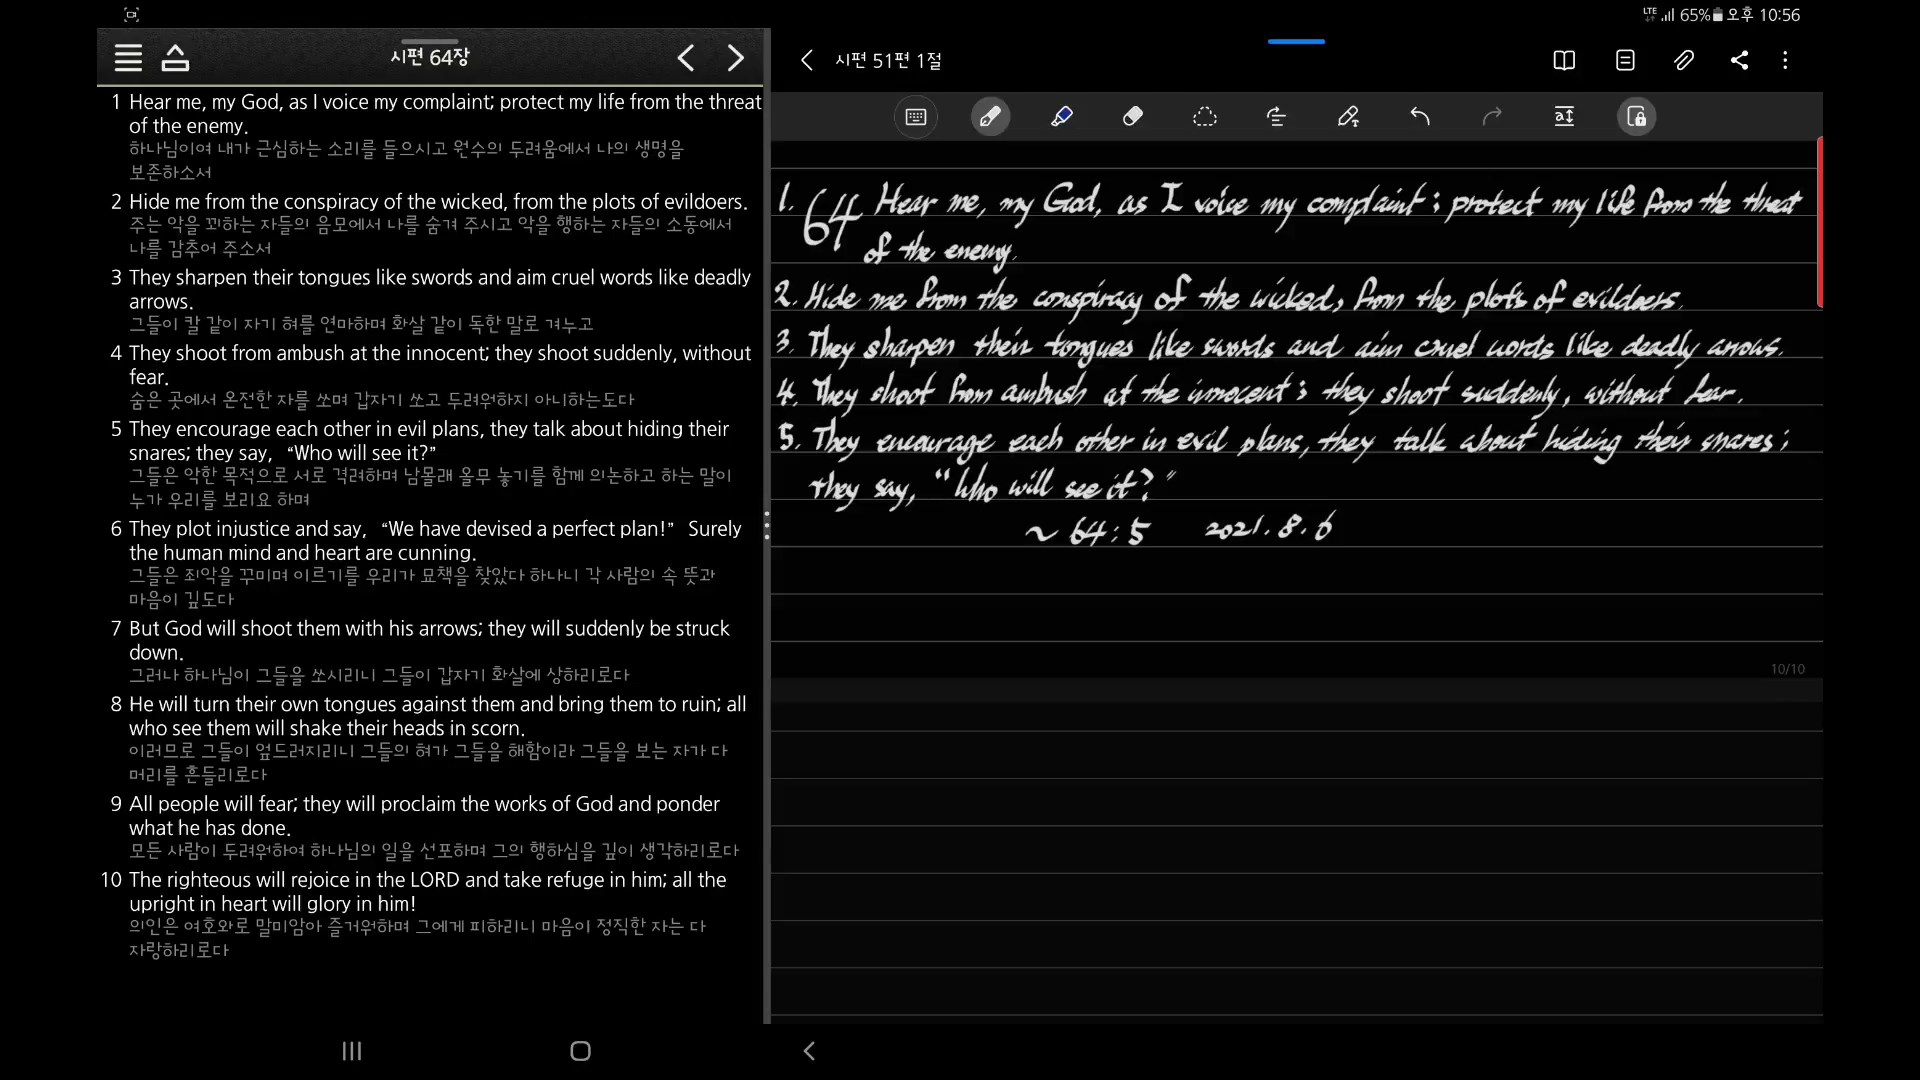 LTE 65% 오후 10:56
시편 64장
1 Hear me, my God, as I voice my complaint; protect my life from the threat
of the enemy.
하나님이여 내가 근심하는 소리를 들으시고 원수의 두려움에서 나의 생명을
보존하소서
2 Hide me from the conspiracy of the wicked, from the plots of evildoers.
주는 악을 꾀하는 자들의 음모에서 나를 숨겨 주시고 악을 행하는 자들의 소동에서
나를 감추어 주소서
3 They sharpen their tongues like swords and aim cruel words like deadly
arrows.
그들이 칼 같이 자기 혀를 연마하며 화살 같이 독한 말로 겨누고
4 They shoot from ambush at the innocent; they shoot suddenly, without
fear.
숨은 곳에서 온전한 자를 쏘며 갑자기 쏘고 두려워하지 아니하는도다
5 They encourage each other in evil plans, they talk about hiding their
snares; they say, “Who will see it?”
그들은 악한 목적으로 서로 격려하며 남몰래 올무 놓기를 함께 의논하고 하는 말이
누가 우리를 보리요 하며
6 They plot injustice and say, “We have devised a perfect plan!” Surely
the human mind and heart are cunning.
그들은 죄악을 꾸미며 이르기를 우리가 묘책을 찾았다 하나니 각 사람의 속 뜻과
마음이 깊도다
7 But God will shoot them with his arrows; they will suddenly be struck
down.
그러나 하나님이 그들을 쏘시리니 그들이 갑자기 화살에 상하리로다
8 He will turn their own tongues against them and bring them to ruin; all
who see them will shake their heads in scorn.
이러므로 그들이 엎드러지리니 그들의 혀가 그들을 해함이라 그들을 보는 자가 다
머리를 흔들리로다
9 All people will fear; they will proclaim the works of God and ponder
what he has done.
모든 사람이 두려워하여 하나님의 일을 선포하며 그의 행하심을 깊이 생각하리로다
10 The righteous will rejoice in the LORD and take refuge in him; all the
upright in heart will glory in him!
의인은 여호와로 말미암아 즐거워하며 그에게 피하리니 마음이 정직한 자는 다
자랑하리로다
시편 51편 1절
1. 64 Hear me, my God, as I voice my complaint; protect my life from the threat
of the enemy.
2. Hide me from the conspiracy of the wicked, from the plots of evildoers.
3. They sharpen their tongues like swords and aim cruel words like deadly arrows.
4. They shoot from ambush at the innocent; they shoot suddenly, without fear.
5. They encourage each other in evil plans, they talk about hiding their snares;
they say, “Who will see it?”
~ 64:5 2021.8.6
10/10